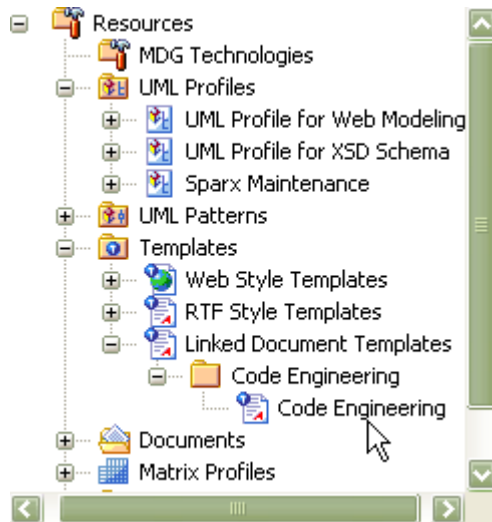 Resources
MDG Technologies
UML Profiles
UML Profile for Web Modeling
UML Profile for XSD Schema
Sparx Maintenance
UML Patterns
Templates
Web Style Templates
RTF Style Templates
Linked Document Templates
Code Engineering
Code Engineering
Documents
Matrix Profiles